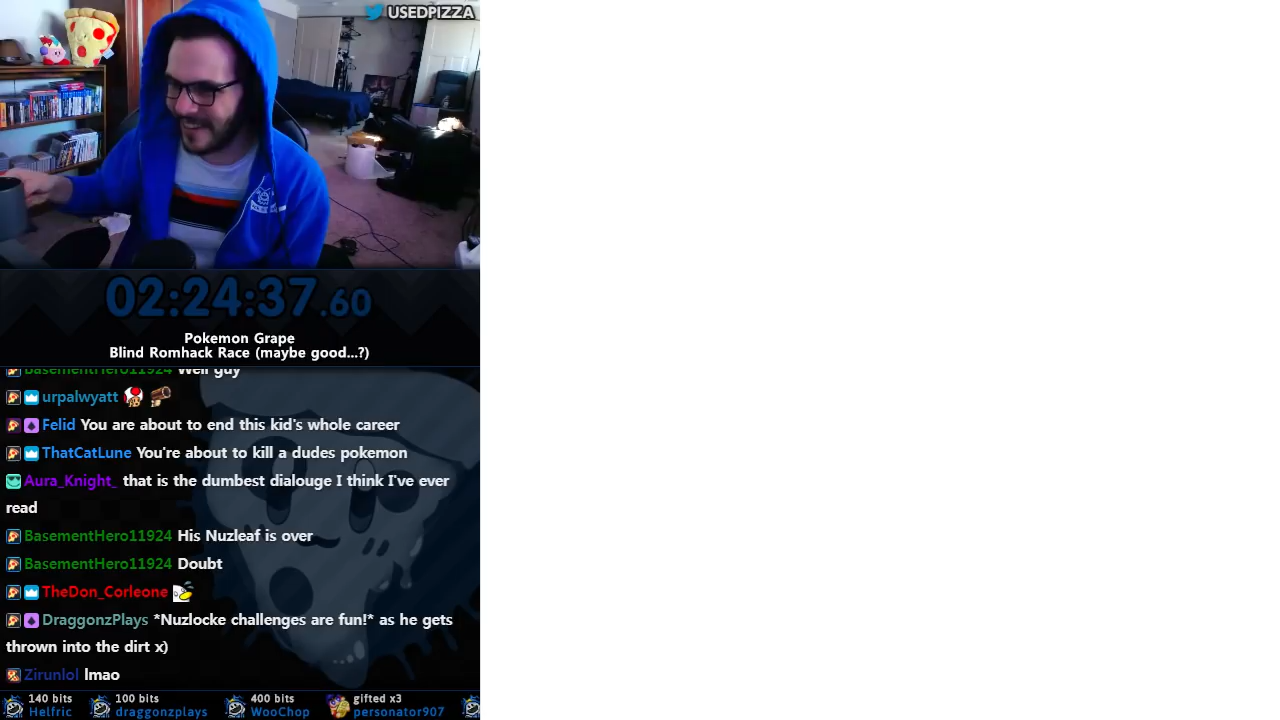 USEDPIZZA
02:24:37.60
Pokemon Grape
Blind Romhack Race (maybe good...?)
BasementHero11924 Well guy
urpalwyatt
Felid You are about to end this kid's whole career
ThatCatLune You're about to kill a dudes pokemon
Aura_Knight_ that is the dumbest dialouge I think I've ever
read
BasementHero11924 His Nuzleaf is over
BasementHero11924 Doubt
TheDon_Corleone
DraggonzPlays *Nuzlocke challenges are fun!* as he gets
thrown into the dirt x)
Zirunlol lmao
140 bits
Helfric
100 bits
draggonzplays
400 bits
WooChop
gifted x3
personator907